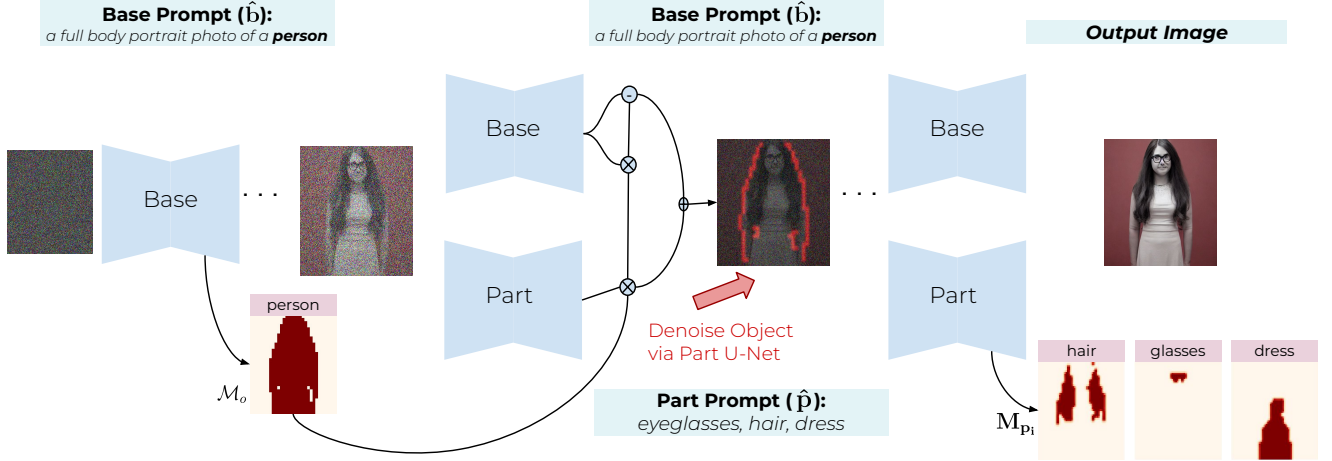 Base Prompt (b̂):
a full body portrait photo of a person
Base Prompt (b̂):
a full body portrait photo of a person
Output Image
Base
. . .
Base
-
⊗
Part
⊗
+
. . .
Base
Part
person
ℳₒ
Denoise Object
via Part U-Net
Part Prompt (p̂):
eyeglasses, hair, dress
hair
glasses
dress
M_{p_i}